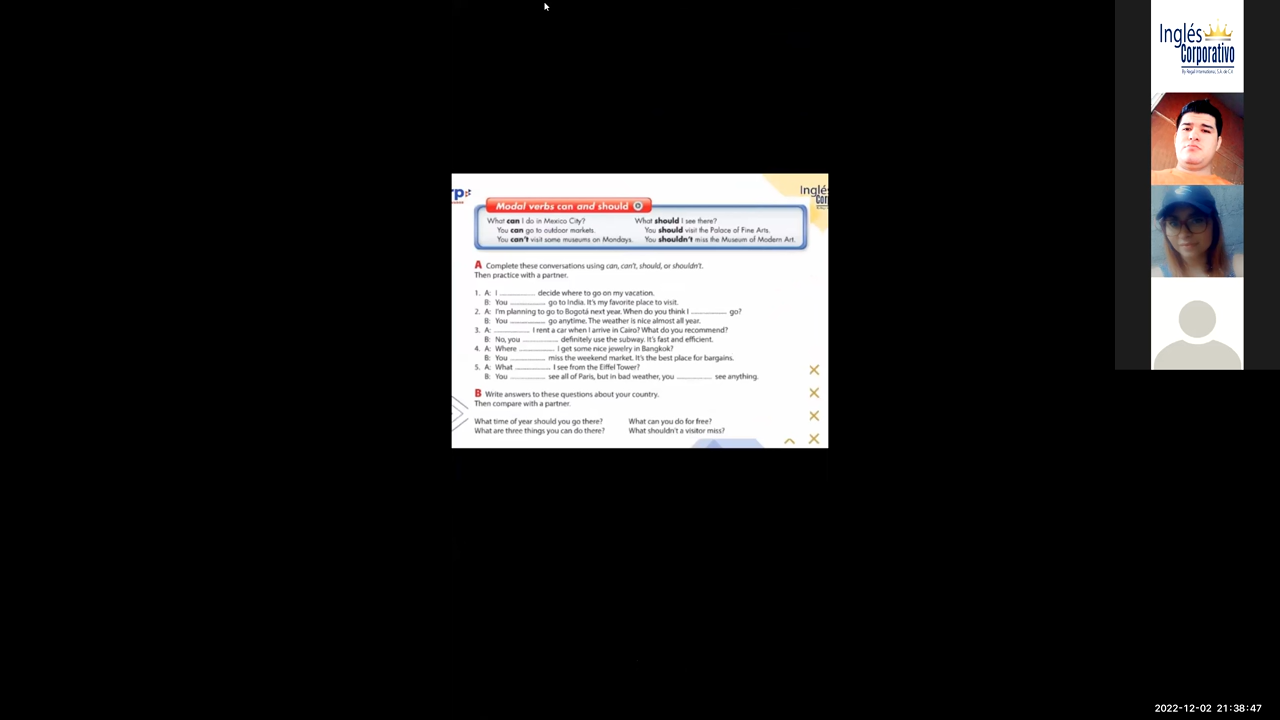 Inglés
Corporativo
By Regal International, S.A. de C.V.
rp
Inglés
Cor
Modal verbs can and should
What can I do in Mexico City?
You can go to outdoor markets.
You can't visit some museums on Mondays.
What should I see there?
You should visit the Palace of Fine Arts.
You shouldn't miss the Museum of Modern Art.
A Complete these conversations using can, can't, should, or shouldn't.
Then practice with a partner.
1. A: I ............ decide where to go on my vacation.
B: You ............ go to India. It's my favorite place to visit.
2. A: I'm planning to go to Bogotá next year. When do you think I ............ go?
B: You ............ go anytime. The weather is nice almost all year.
3. A: ............ I rent a car when I arrive in Cairo? What do you recommend?
B: No, you ............ definitely use the subway. It's fast and efficient.
4. A: Where ............ I get some nice jewelry in Bangkok?
B: You ............ miss the weekend market. It's the best place for bargains.
5. A: What ............ I see from the Eiffel Tower?
B: You ............ see all of Paris, but in bad weather, you ............ see anything.
B Write answers to these questions about your country.
Then compare with a partner.
What time of year should you go there?
What are three things you can do there?
What can you do for free?
What shouldn't a visitor miss?
2022-12-02 21:38:47